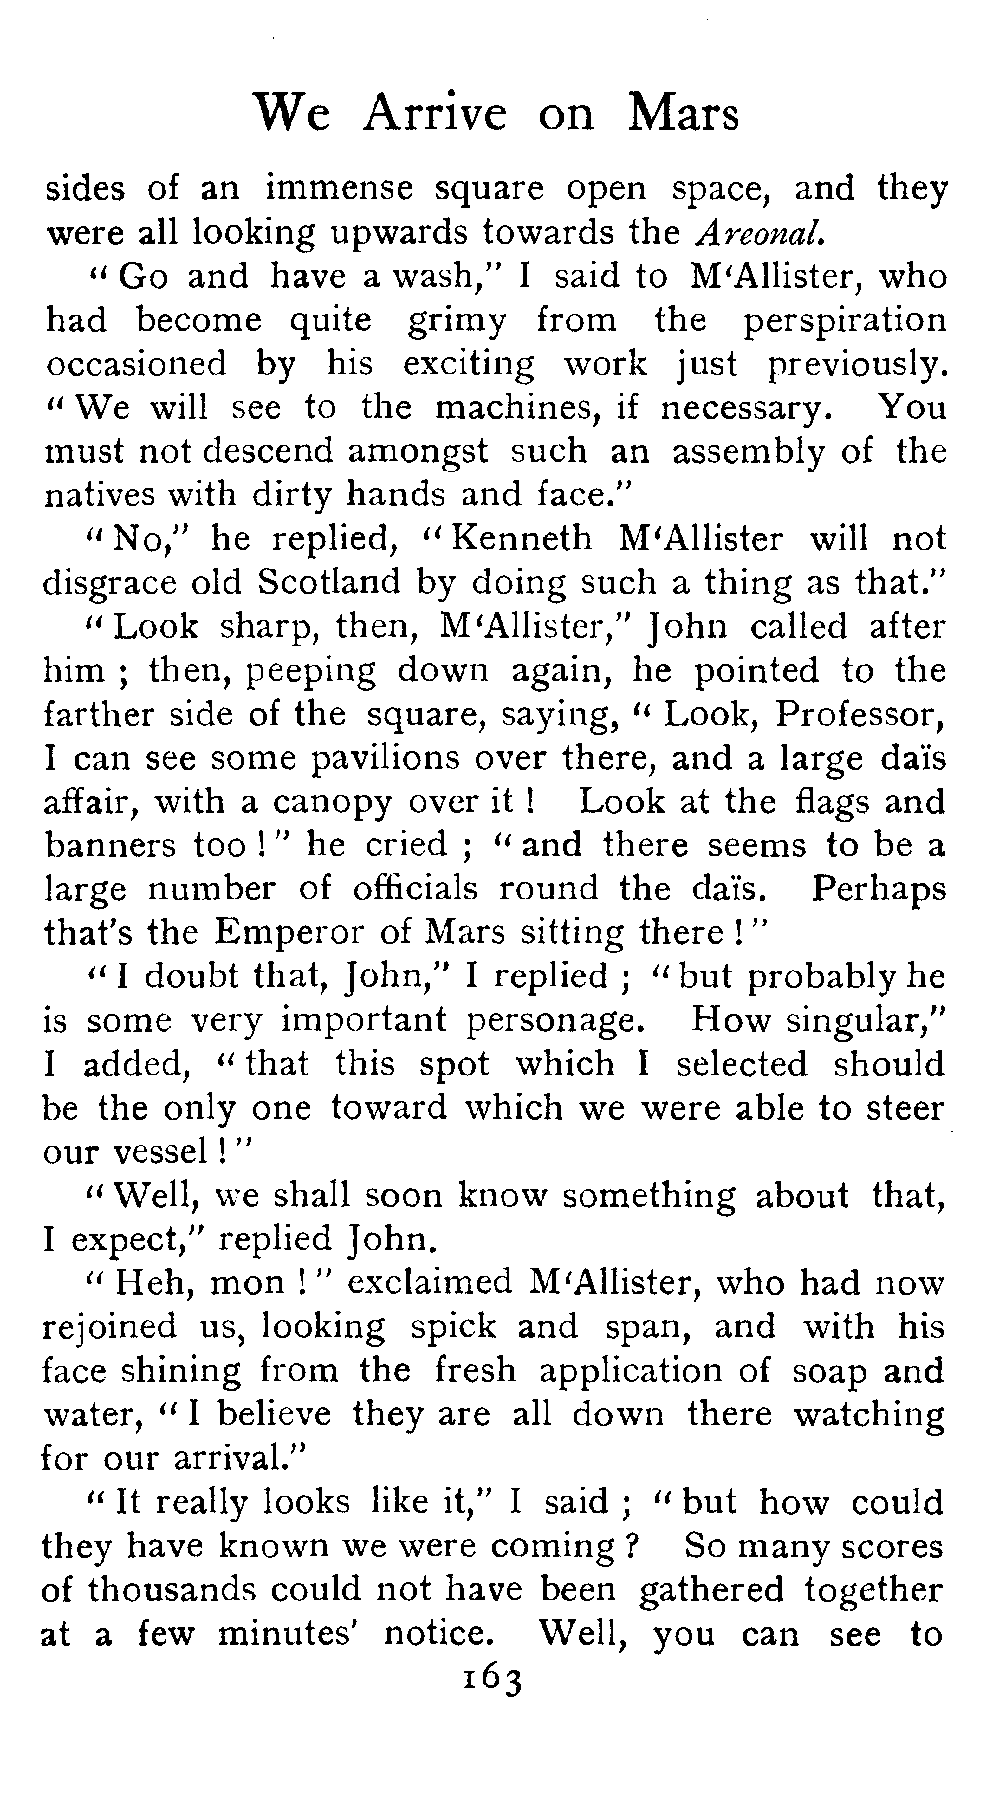 We Arrive on Mars
sides of an immense square open space, and they
were all looking upwards towards the Areonal.
“ Go and have a wash,” I said to M‘Allister, who
had become quite grimy from the perspiration
occasioned by his exciting work just previously.
“ We will see to the machines, if necessary. You
must not descend amongst such an assembly of the
natives with dirty hands and face.”
“ No,” he replied, “ Kenneth M‘Allister will not
disgrace old Scotland by doing such a thing as that.”
“ Look sharp, then, M‘Allister,” John called after
him ; then, peeping down again, he pointed to the
farther side of the square, saying, “ Look, Professor,
I can see some pavilions over there, and a large daïs
affair, with a canopy over it ! Look at the flags and
banners too ! ” he cried ; “ and there seems to be a
large number of officials round the daïs. Perhaps
that’s the Emperor of Mars sitting there ! ”
“ I doubt that, John,” I replied ; “ but probably he
is some very important personage. How singular,”
I added, “ that this spot which I selected should
be the only one toward which we were able to steer
our vessel ! ”
“ Well, we shall soon know something about that,
I expect,” replied John.
“ Heh, mon ! ” exclaimed M‘Allister, who had now
rejoined us, looking spick and span, and with his
face shining from the fresh application of soap and
water, “ I believe they are all down there watching
for our arrival.”
“ It really looks like it,” I said ; “ but how could
they have known we were coming ? So many scores
of thousands could not have been gathered together
at a few minutes’ notice. Well, you can see to
163